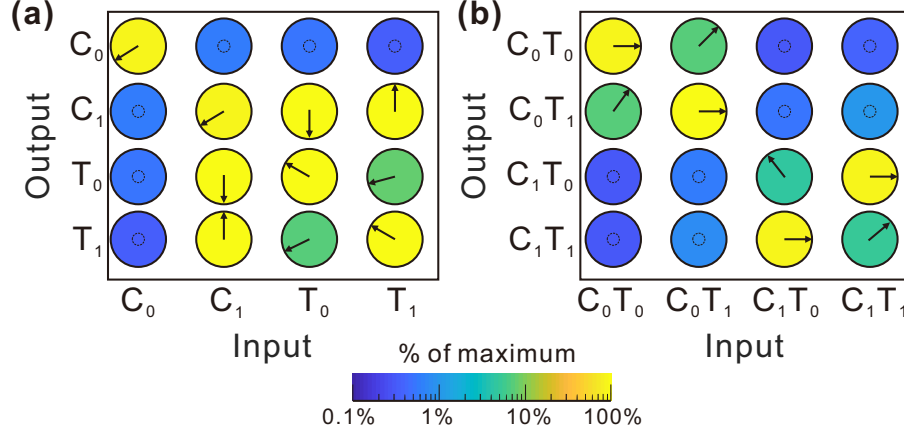 (a)
Output
C₀
C₁
T₀
T₁
C₀ C₁ T₀ T₁
Input
(b)
Output
C₀T₀
C₀T₁
C₁T₀
C₁T₁
C₀T₀ C₀T₁ C₁T₀ C₁T₁
Input
% of maximum
0.1% 1% 10% 100%